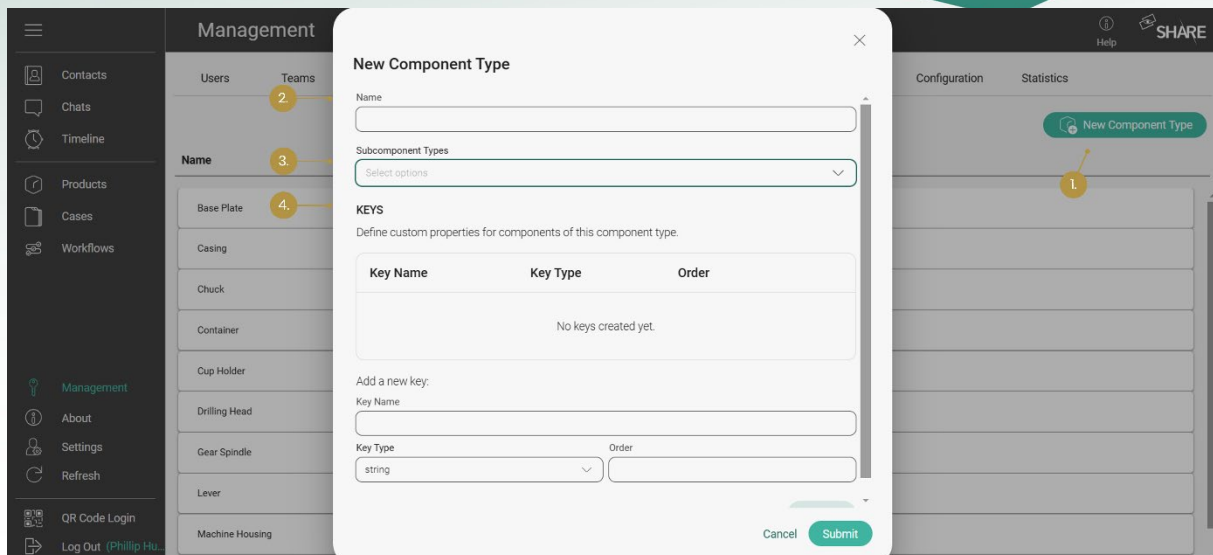 Management
Help
SHARE
Contacts
Chats
Timeline
Products
Cases
Workflows
Management
About
Settings
Refresh
QR Code Login
Log Out (Phillip Hu...
Users Teams Configuration Statistics
New Component Type
1.
Name
Base Plate
Casing
Chuck
Container
Cup Holder
Drilling Head
Gear Spindle
Lever
Machine Housing
New Component Type
2.
Name
3.
Subcomponent Types
Select options
4.
KEYS
Define custom properties for components of this component type.
Key Name Key Type Order
No keys created yet.
Add a new key:
Key Name
Key Type Order
string
Cancel Submit